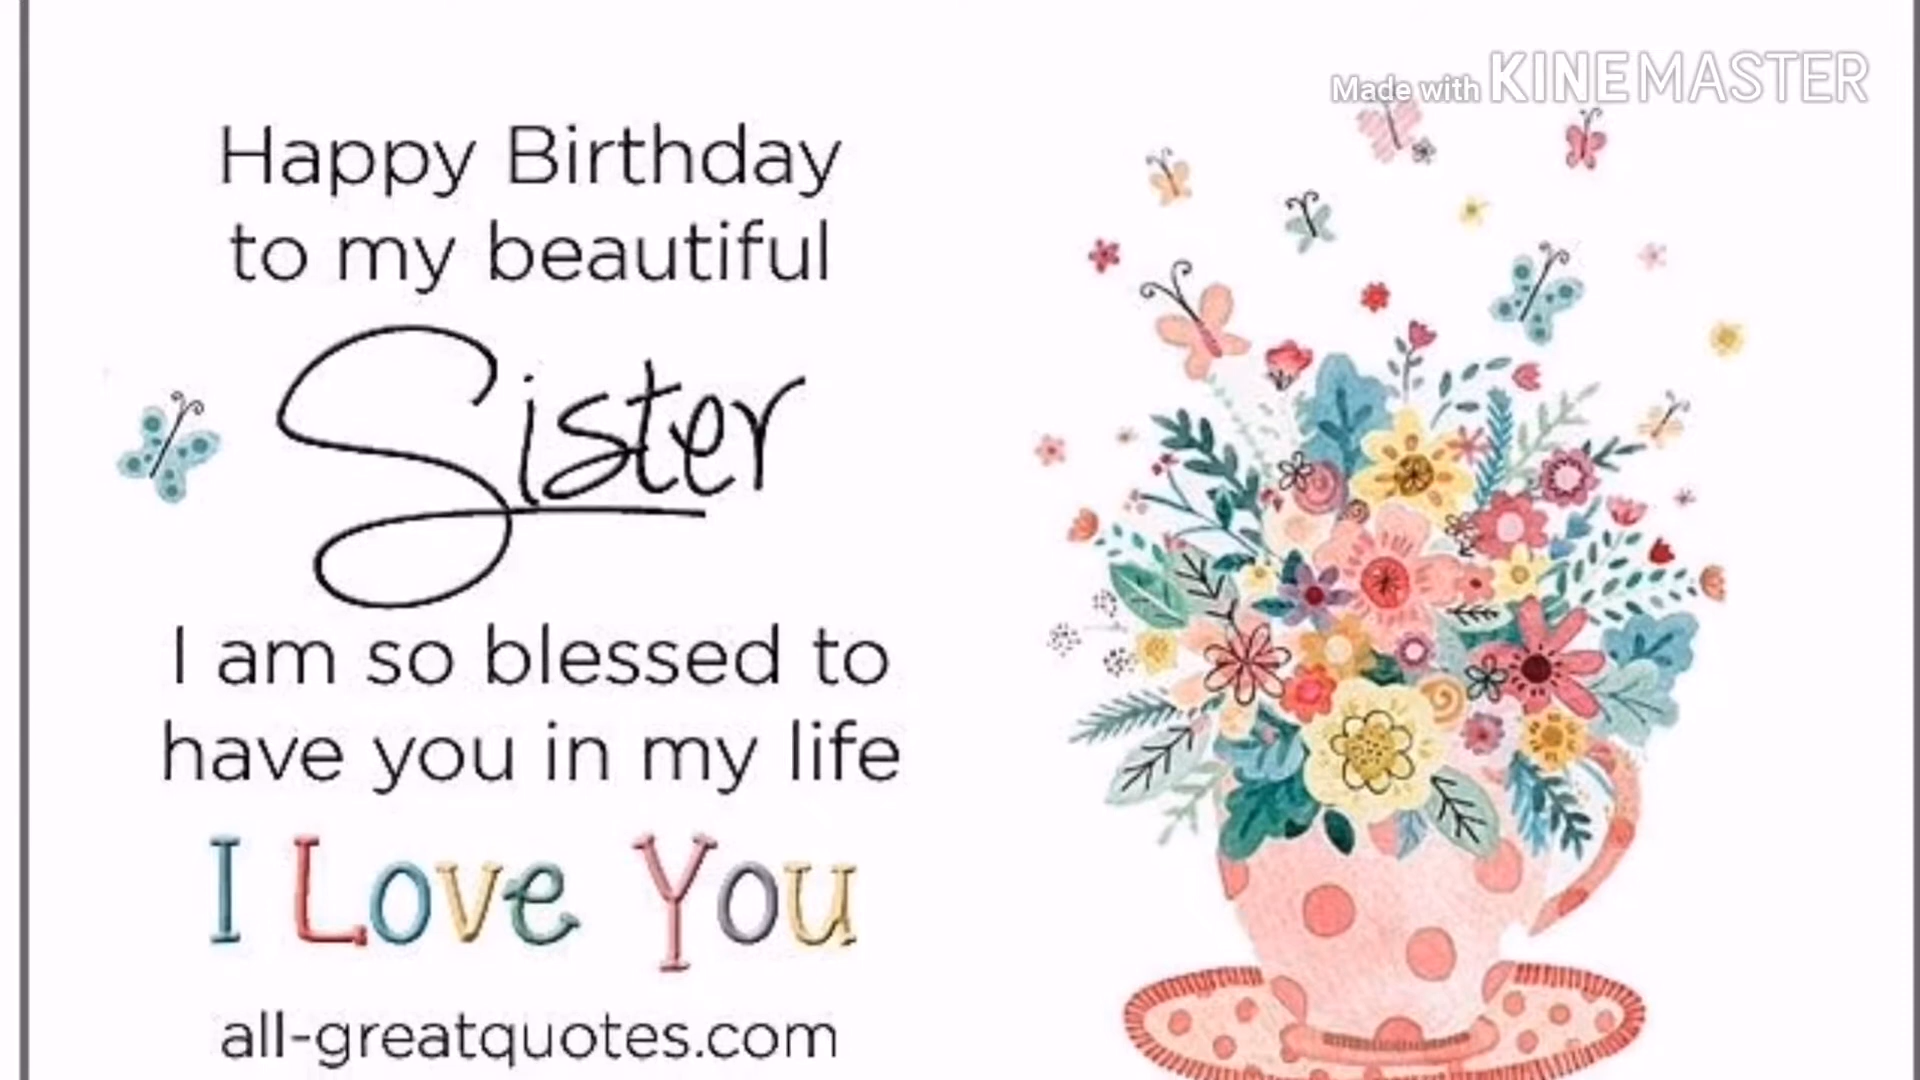 Made with KINEMASTER
Happy Birthday
to my beautiful
Sister
I am so blessed to
have you in my life
I Love You
all-greatquotes.com